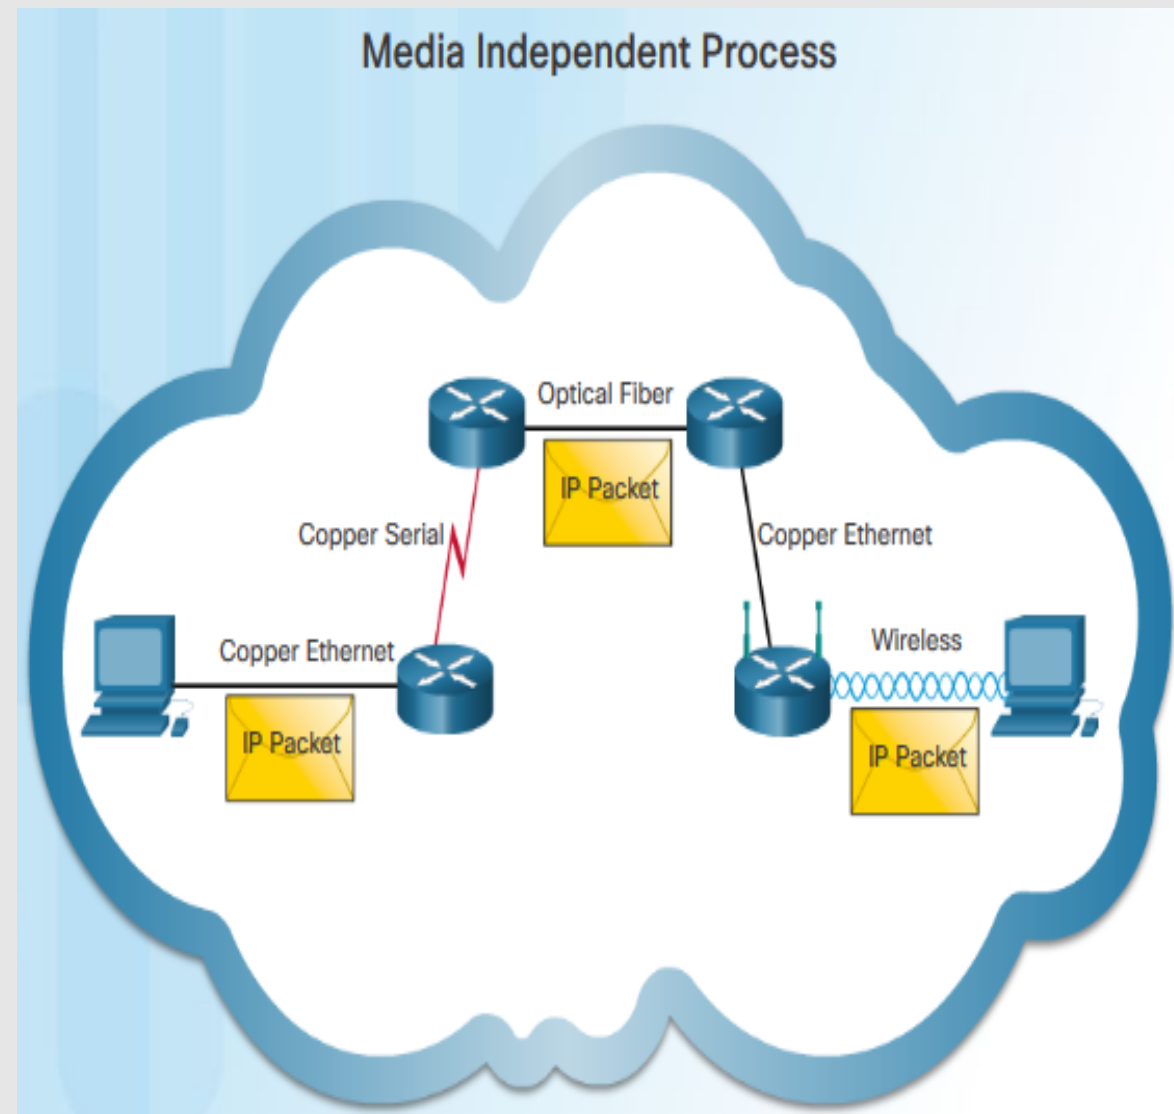 Media Independent Process
Optical Fiber
IP Packet
Copper Serial
Copper Ethernet
Copper Ethernet
Wireless
IP Packet
IP Packet